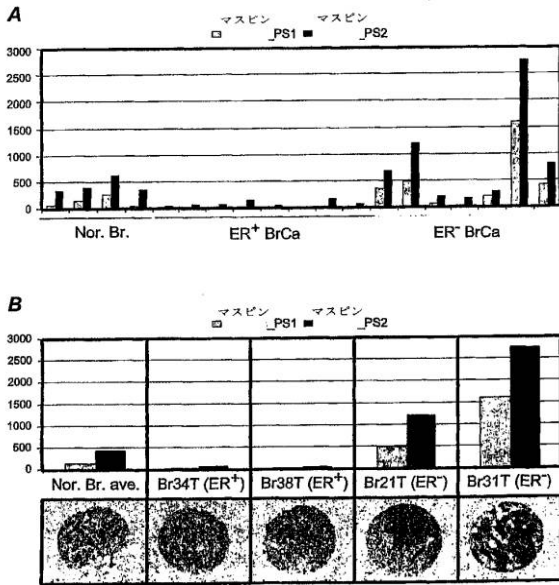 A
マスピン マスピン
_PS1 _PS2
3000
2500
2000
1500
1000
500
0
Nor. Br. ER+ BrCa ER- BrCa
B
マスピン マスピン
_PS1 _PS2
3000
2500
2000
1500
1000
500
0
Nor. Br. ave. Br34T (ER+) Br38T (ER+) Br21T (ER-) Br31T (ER-)